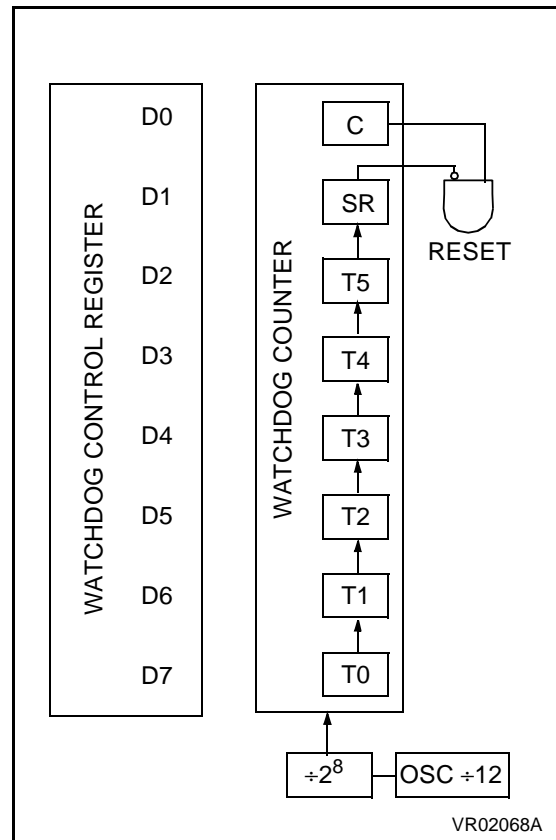 WATCHDOG CONTROL REGISTER
D0
D1
D2
D3
D4
D5
D6
D7
WATCHDOG COUNTER
C
SR
T5
T4
T3
T2
T1
T0
RESET
÷2⁸
OSC ÷12
VR02068A